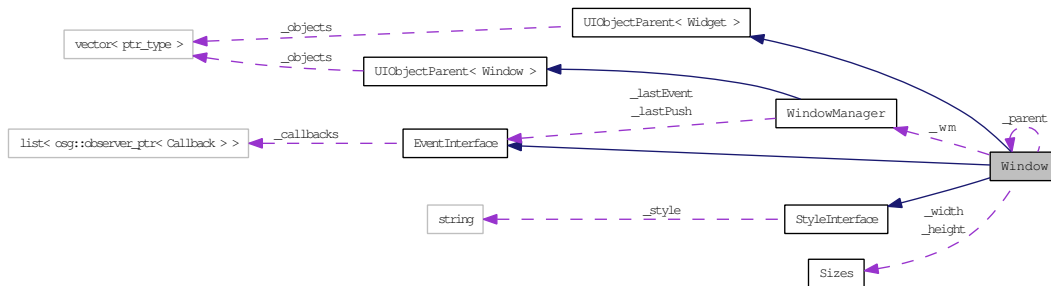 UIObjectParent< Widget >
_objects
vector< ptr_type >
_objects
UIObjectParent< Window >
_lastEvent
_lastPush
WindowManager
_parent
_wm
_callbacks
list< osg::observer_ptr< Callback > >
EventInterface
Window
_style
string
StyleInterface
_width
_height
Sizes